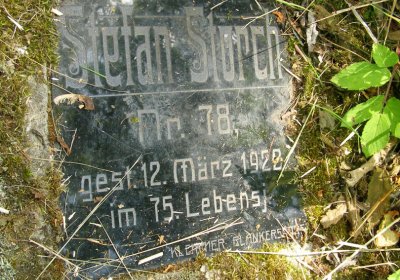 Stefan Storch
Nr. 78,
gest. 12. März 1922
im 75. Lebensj.